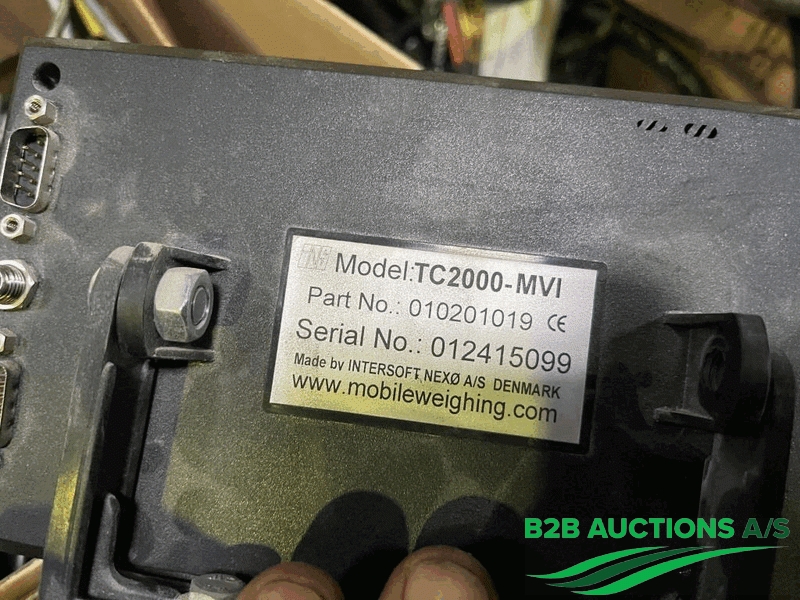 Model:TC2000-MVI
Part No.: 010201019 CE
Serial No.: 012415099
Made by INTERSOFT NEXØ A/S DENMARK
www.mobileweighing.com
B2B AUCTIONS A/S